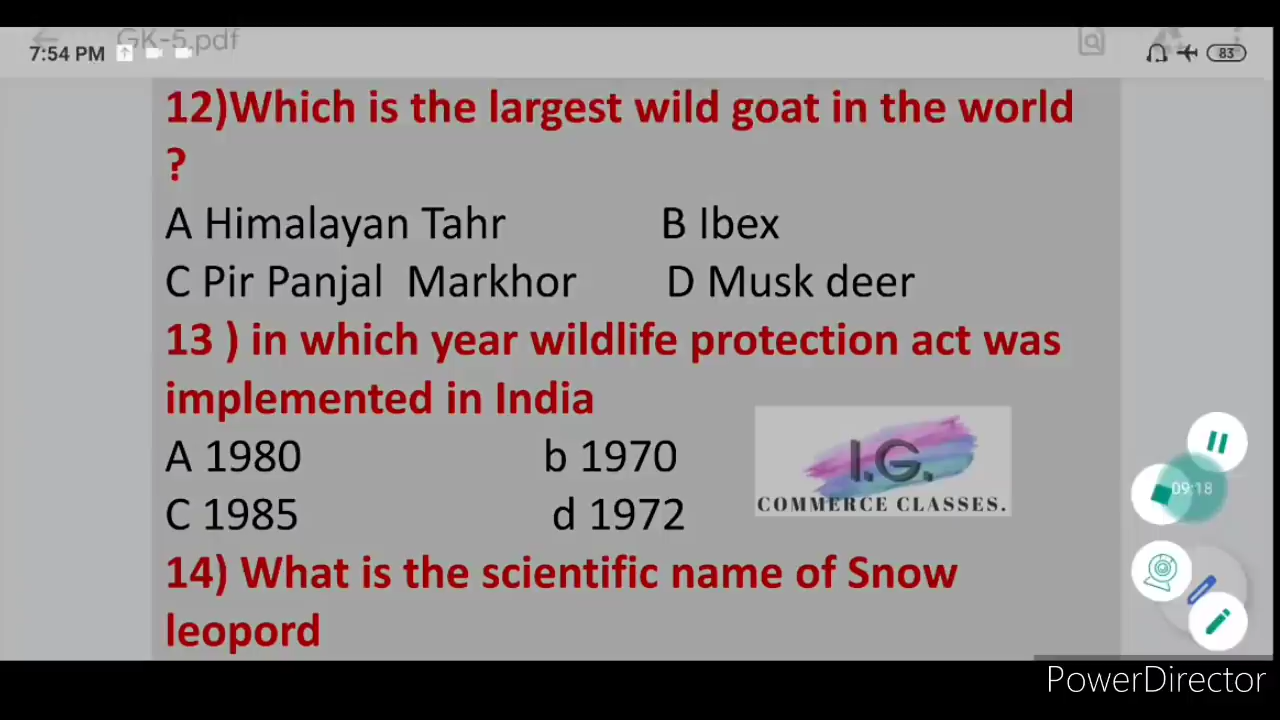 GK-5.pdf
7:54 PM 83
12)Which is the largest wild goat in the world
?
A Himalayan Tahr B Ibex
C Pir Panjal Markhor D Musk deer
13 ) in which year wildlife protection act was
implemented in India
A 1980 b 1970
C 1985 d 1972
I.G.
COMMERCE CLASSES.
09:18
14) What is the scientific name of Snow
leopord
PowerDirector